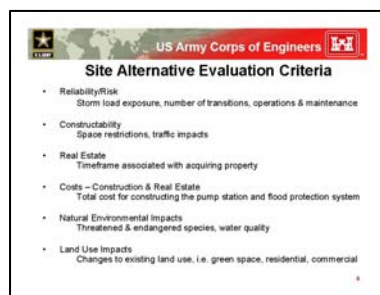 US Army Corps of Engineers
Site Alternative Evaluation Criteria
• Reliability/Risk
Storm load exposure, number of transitions, operations & maintenance
• Constructability
Space restrictions, traffic impacts
• Real Estate
Timeframe associated with acquiring property
• Costs – Construction & Real Estate
Total cost for constructing the pump station and flood protection system
• Natural Environmental Impacts
Threatened & endangered species, water quality
• Land Use Impacts
Changes to existing land use, i.e. green space, residential, commercial